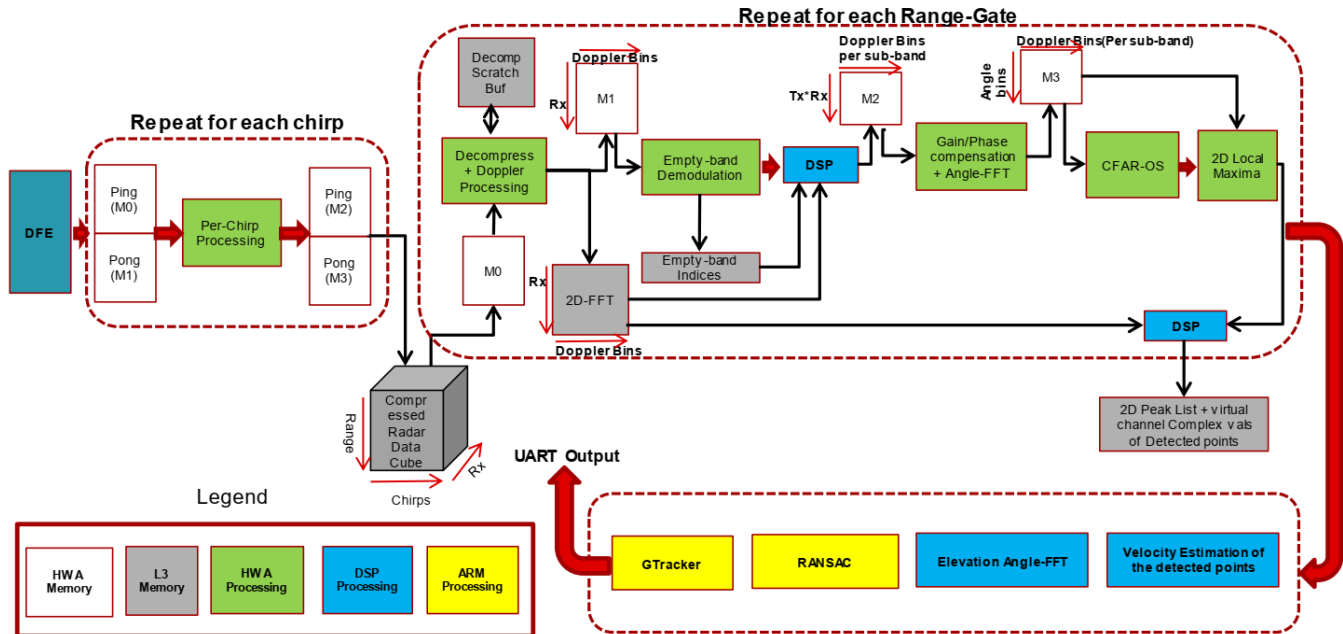 Repeat for each Range-Gate
Decomp
Scratch
Buf
Doppler Bins
Rx
M1
Doppler Bins
per sub-band
Tx*Rx
M2
Doppler Bins(Per sub-band)
Angle
bins
M3
Repeat for each chirp
DFE
Ping
(M0)
Pong
(M1)
Per-Chirp
Processing
Ping
(M2)
Pong
(M3)
Decompress
+ Doppler
Processing
Empty -band
Demodulation
DSP
Gain/Phase
compensation
+ Angle-FFT
CFAR-OS
2D Local
Maxima
M0
Empty-band
Indices
Rx
2D-FFT
Doppler Bins
DSP
Compr
essed
Radar
Data
Cube
Range
Rx
Chirps
2D Peak List + virtual
channel Complex vals
of Detected points
UART Output
Legend
HWA
Memory
L3
Memory
HWA
Processing
DSP
Processing
ARM
Processing
GTracker
RANSAC
Elevation Angle-FFT
Velocity Estimation of
the detected points